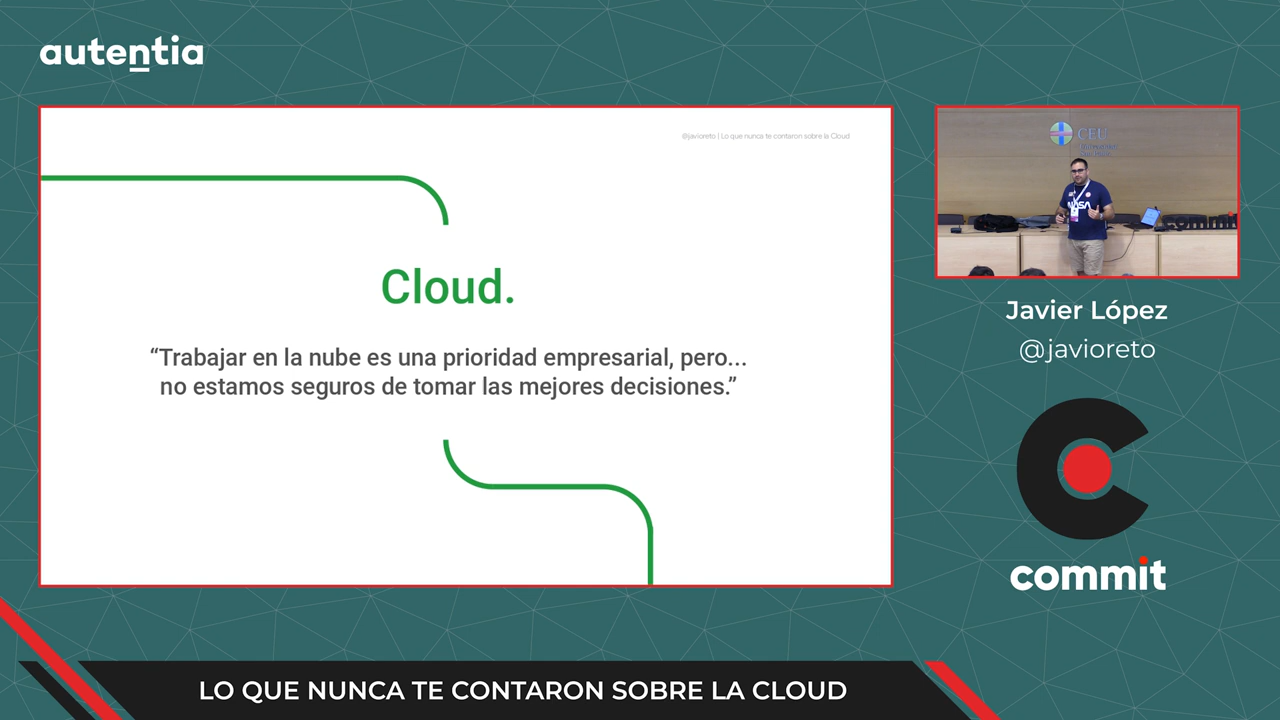 autentia
@javioreto | Lo que nunca te contaron sobre la Cloud
Cloud.
“Trabajar en la nube es una prioridad empresarial, pero...
no estamos seguros de tomar las mejores decisiones.”
CEU
NASA
Javier López
@javioreto
commit
LO QUE NUNCA TE CONTARON SOBRE LA CLOUD